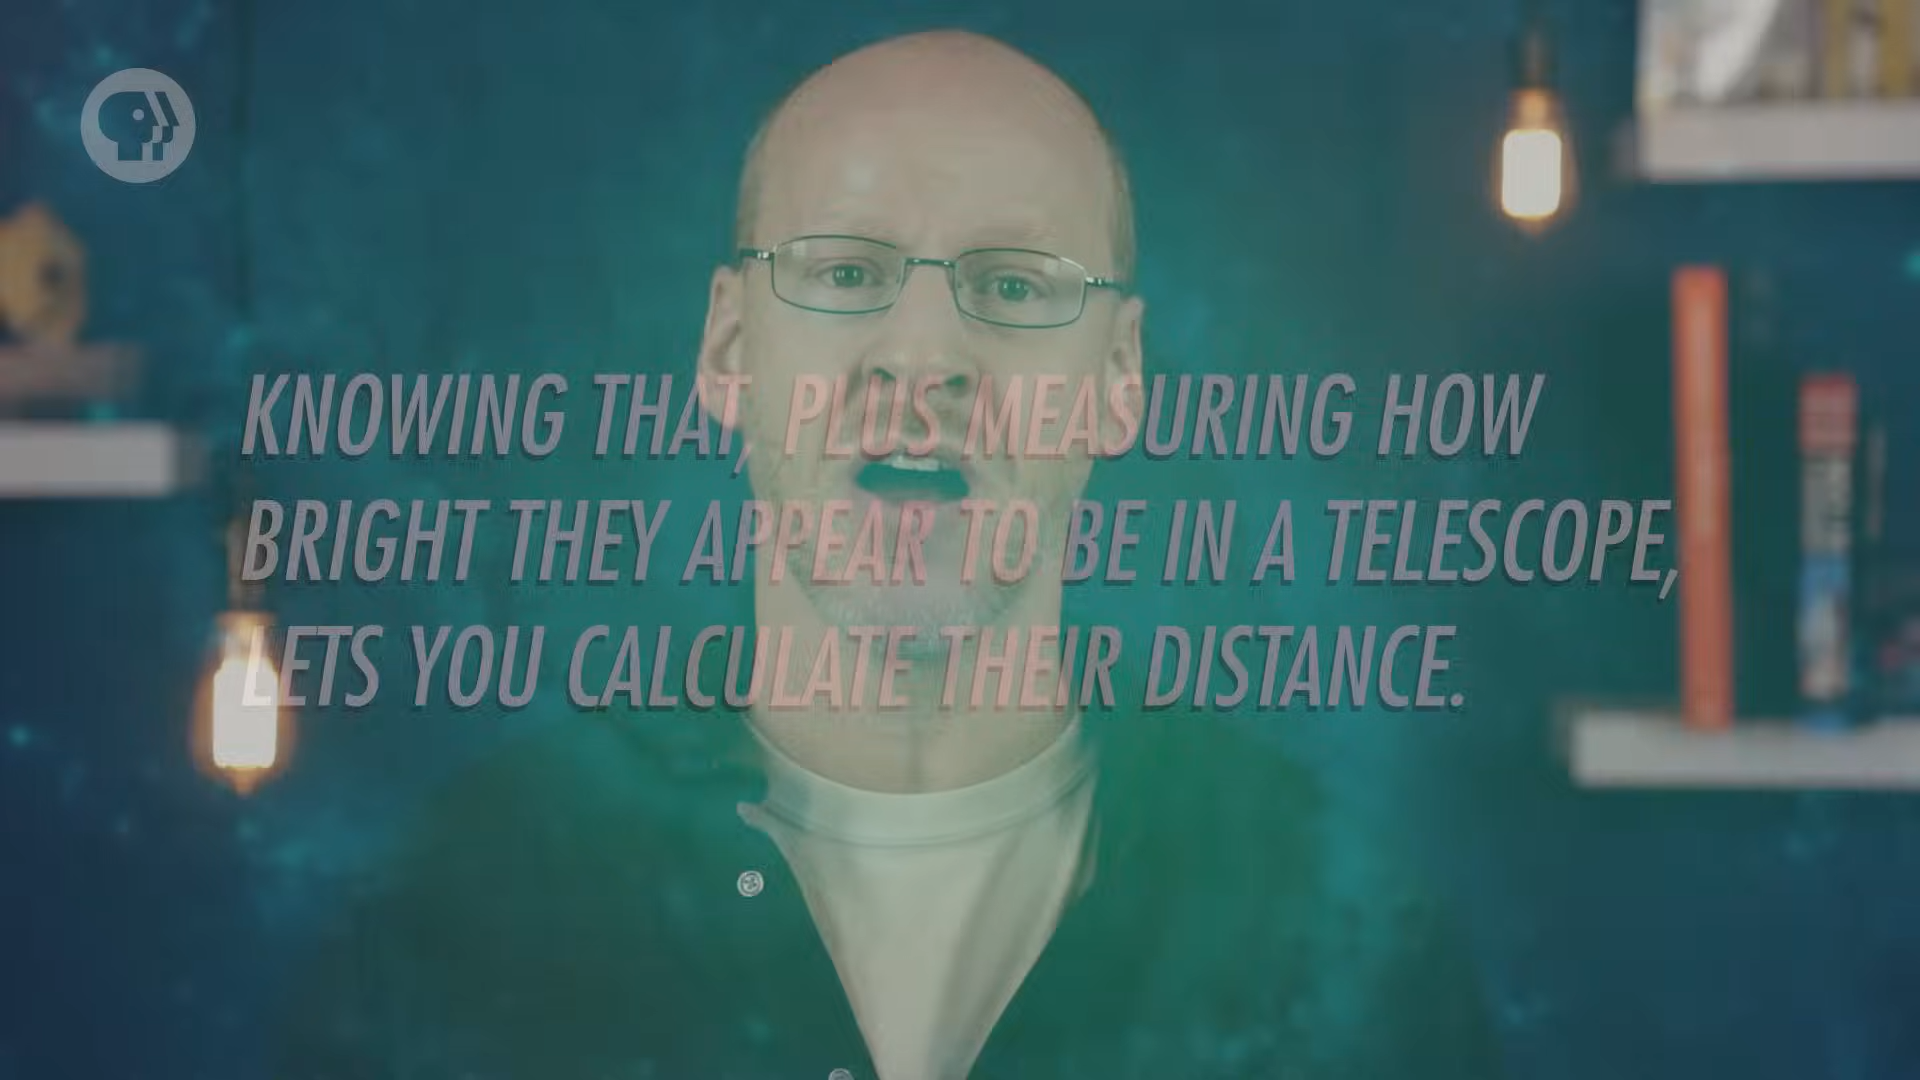 KNOWING THAT, PLUS MEASURING HOW
BRIGHT THEY APPEAR TO BE IN A TELESCOPE,
LETS YOU CALCULATE THEIR DISTANCE.